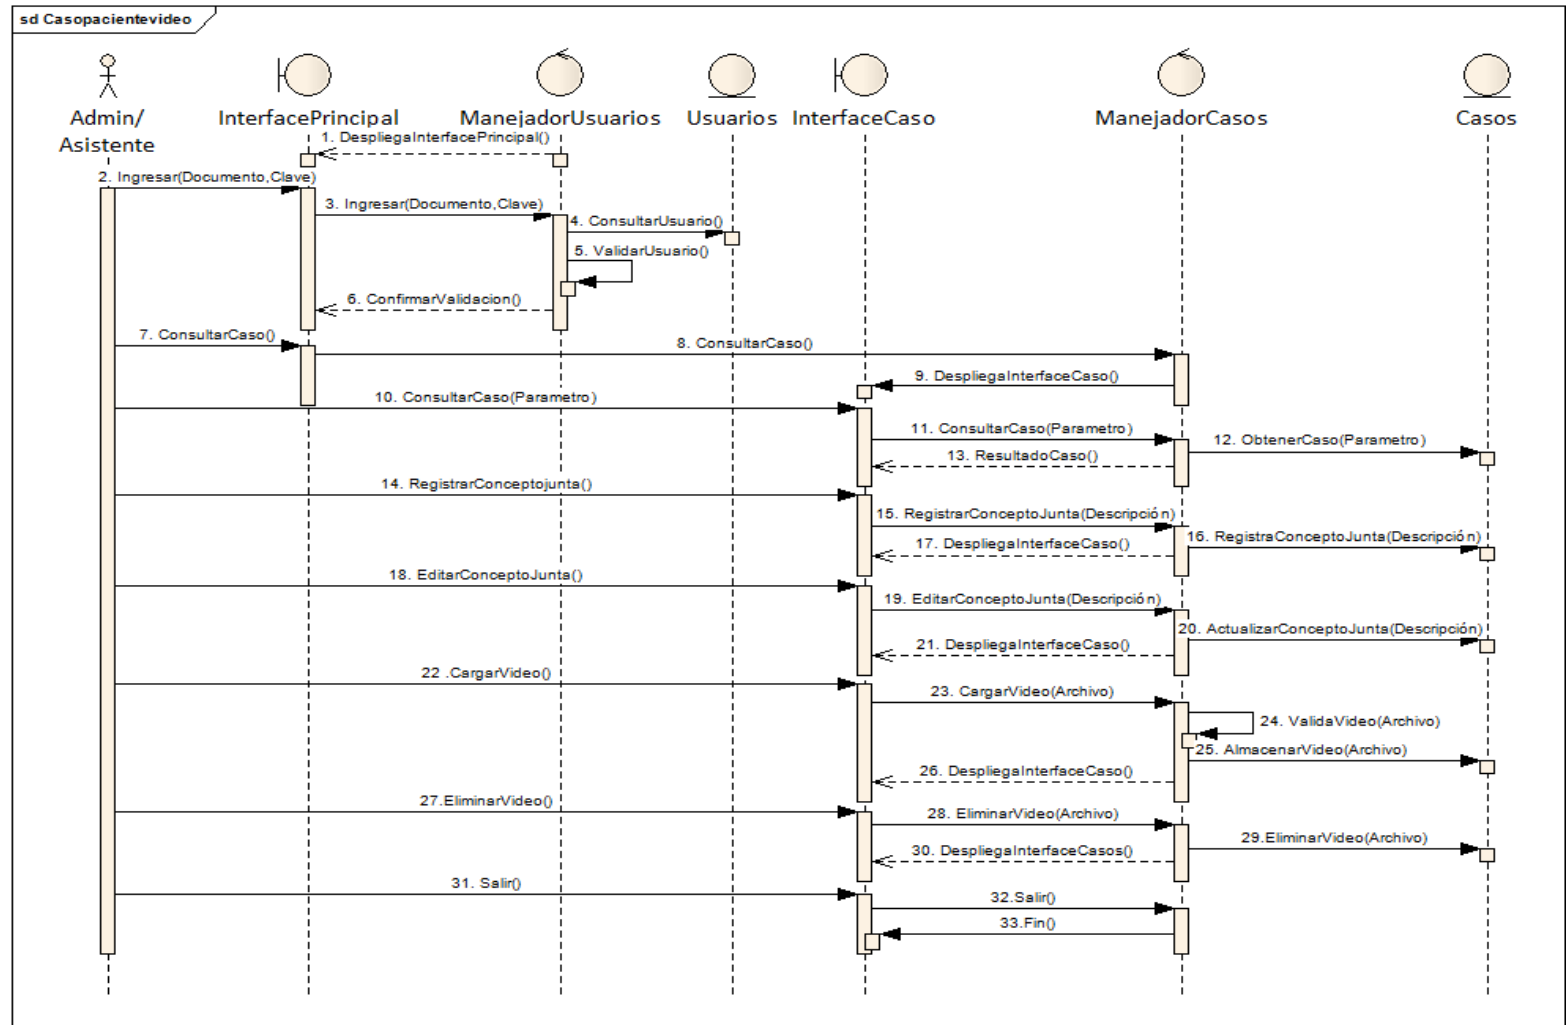 sd Casopacientevideo
Admin/
Asistente
InterfacePrincipal
ManejadorUsuarios
Usuarios
InterfaceCaso
ManejadorCasos
Casos
1. DespliegaInterfacePrincipal()
2. Ingresar(Documento,Clave)
3. Ingresar(Documento,Clave)
4. ConsultarUsuario()
5. ValidarUsuario()
6. ConfirmarValidacion()
7. ConsultarCaso()
8. ConsultarCaso()
9. DespliegaInterfaceCaso()
10. ConsultarCaso(Parametro)
11. ConsultarCaso(Parametro)
12. ObtenerCaso(Parametro)
13. ResultadoCaso()
14. RegistrarConceptojunta()
15. RegistrarConceptoJunta(Descripción)
16. RegistraConceptoJunta(Descripción)
17. DespliegaInterfaceCaso()
18. EditarConceptoJunta()
19. EditarConceptoJunta(Descripción)
20. ActualizarConceptoJunta(Descripción)
21. DespliegaInterfaceCaso()
22 .CargarVideo()
23. CargarVideo(Archivo)
24. ValidaVideo(Archivo)
25. AlmacenarVideo(Archivo)
26. DespliegaInterfaceCaso()
27.EliminarVideo()
28. EliminarVideo(Archivo)
29.EliminarVideo(Archivo)
30. DespliegaInterfaceCasos()
31. Salir()
32.Salir()
33.Fin()